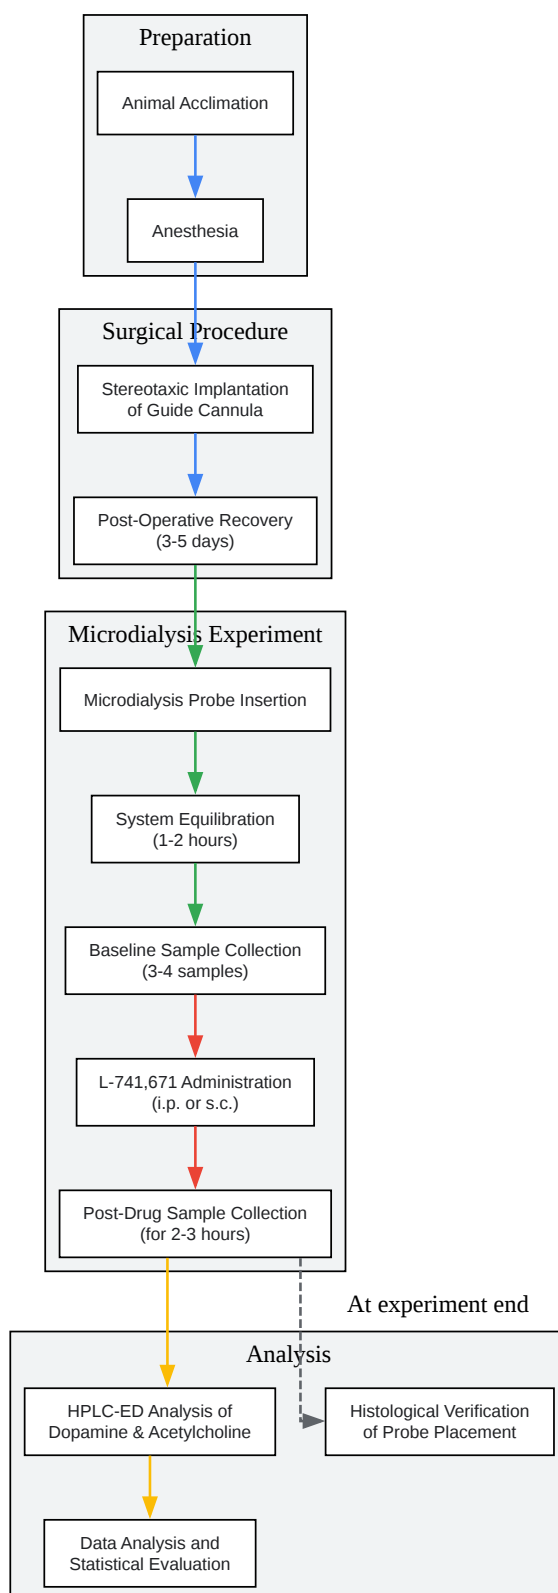 Preparation
Animal Acclimation
Anesthesia
Surgical Procedure
Stereotaxic Implantation
of Guide Cannula
Post-Operative Recovery
(3-5 days)
Microdialysis Experiment
Microdialysis Probe Insertion
System Equilibration
(1-2 hours)
Baseline Sample Collection
(3-4 samples)
L-741,671 Administration
(i.p. or s.c.)
Post-Drug Sample Collection
(for 2-3 hours)
At experiment end
Analysis
HPLC-ED Analysis of
Dopamine & Acetylcholine
Histological Verification
of Probe Placement
Data Analysis and
Statistical Evaluation